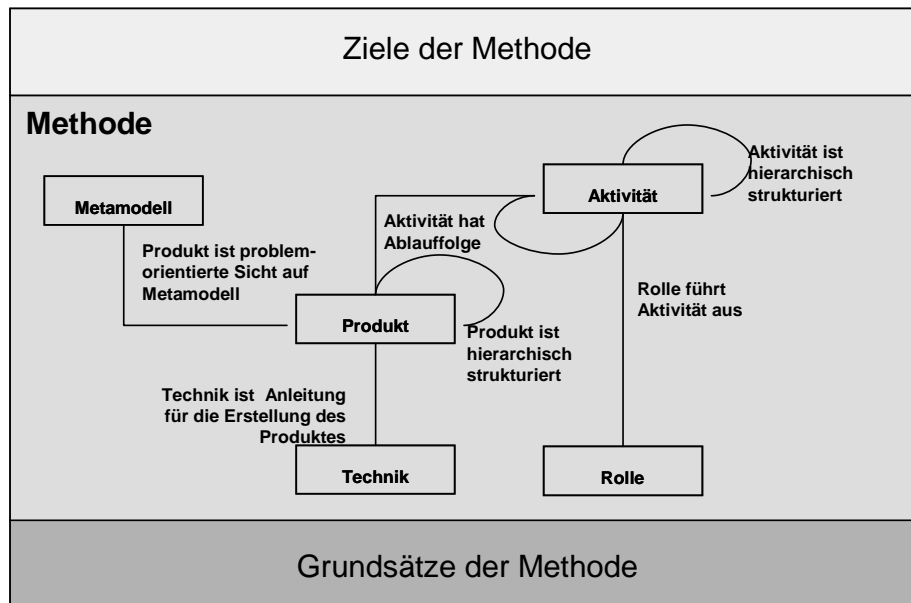 Ziele der Methode
Methode
Metamodell
Aktivität
Aktivität ist
hierarchisch
strukturiert
Aktivität hat
Ablauffolge
Produkt ist problem-
orientierte Sicht auf
Metamodell
Rolle führt
Aktivität aus
Produkt
Produkt ist
hierarchisch
strukturiert
Technik ist Anleitung
für die Erstellung des
Produktes
Technik
Rolle
Grundsätze der Methode